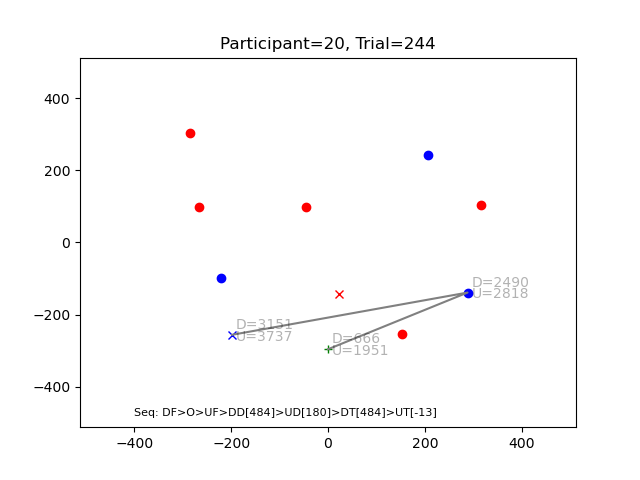 Participant=20, Trial=244
400
200
0
−200
−400
D=2490
U=2818
D=3151
U=3737
D=666
U=1951
Seq: DF>O>UF>DD[484]>UD[180]>DT[484]>UT[-13]
−400
−200
0
200
400